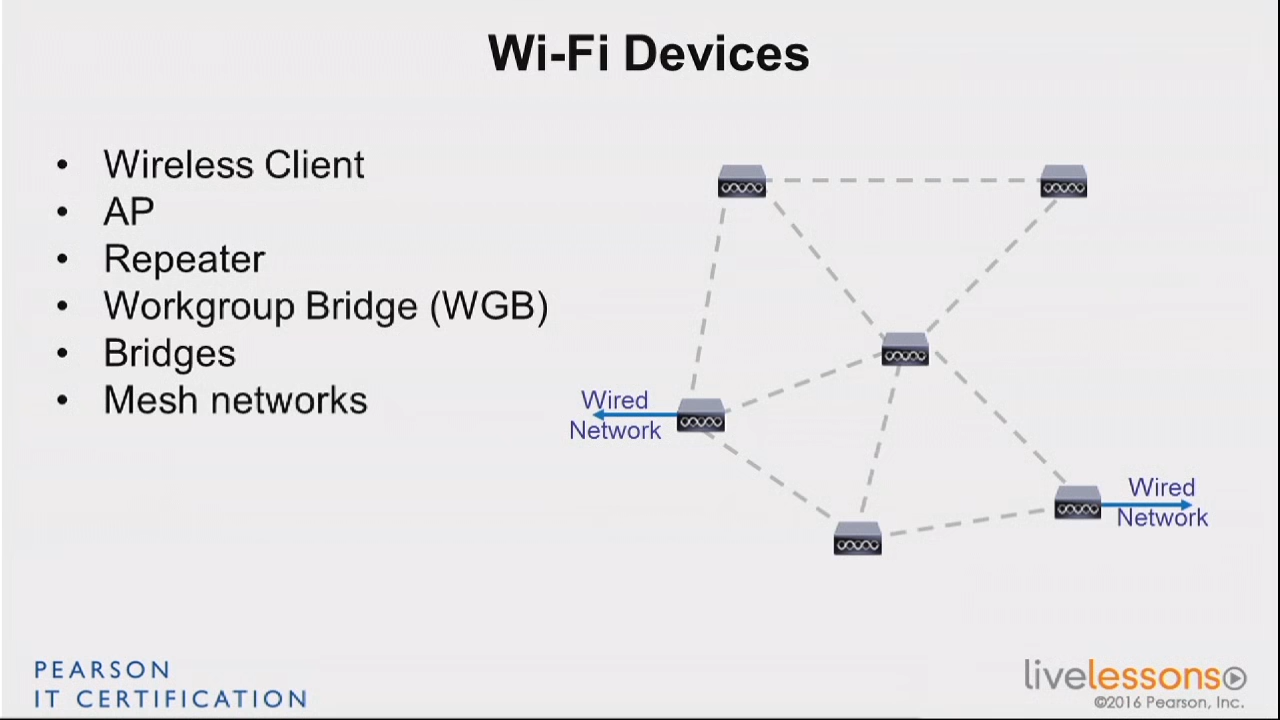 Wi-Fi Devices
• Wireless Client
• AP
• Repeater
• Workgroup Bridge (WGB)
• Bridges
• Mesh networks
Wired
Network
Wired
Network
PEARSON
IT CERTIFICATION
livelessons
©2016 Pearson, Inc.